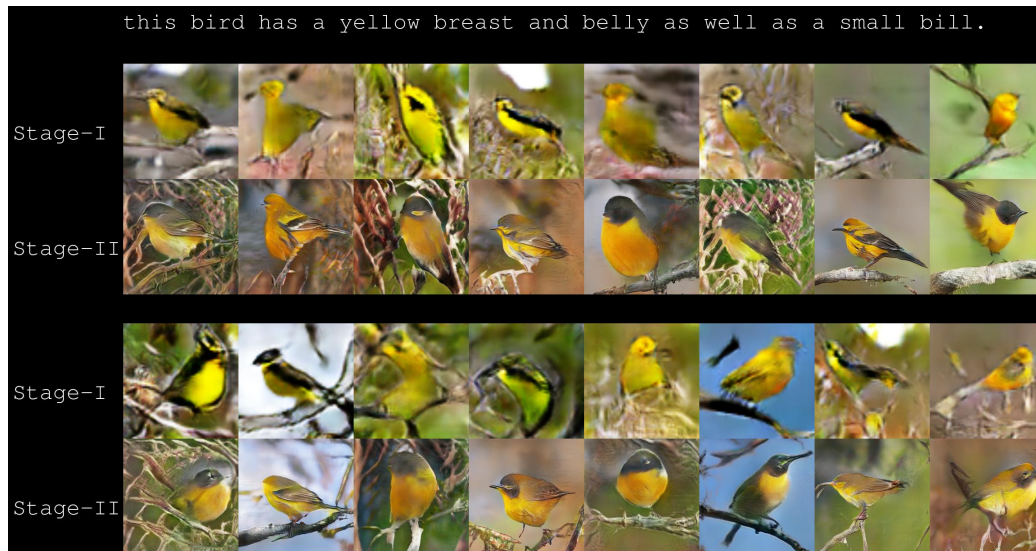 this bird has a yellow breast and belly as well as a small bill.
Stage-I
Stage-II
Stage-I
Stage-II